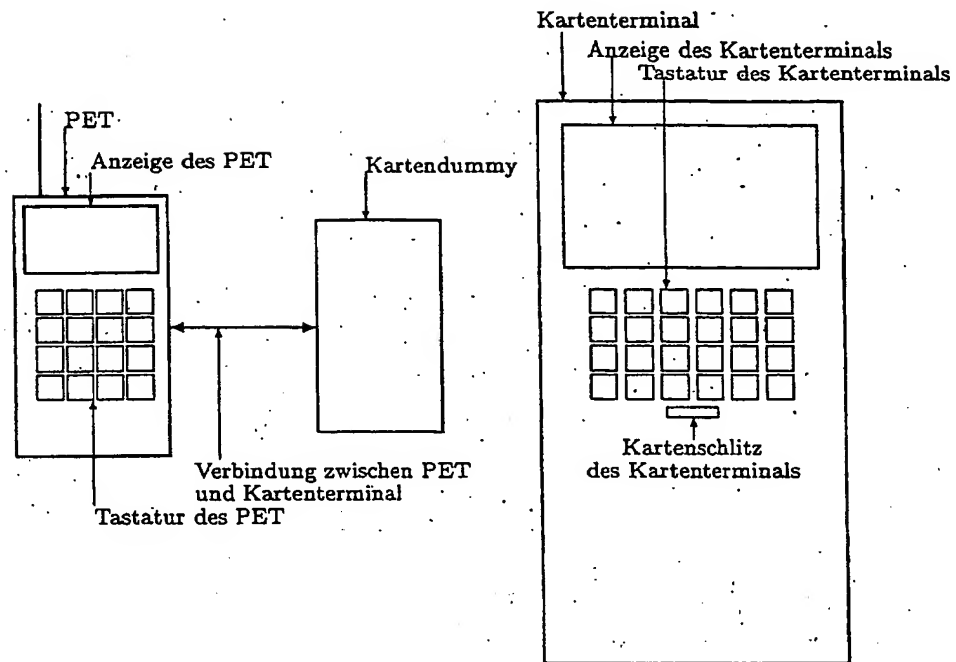 Kartenterminal
Anzeige des Kartenterminals
Tastatur des Kartenterminals
PET
Anzeige des PET
Kartendummy
Kartenschlitz
des Kartenterminals
Verbindung zwischen PET
und Kartenterminal
Tastatur des PET